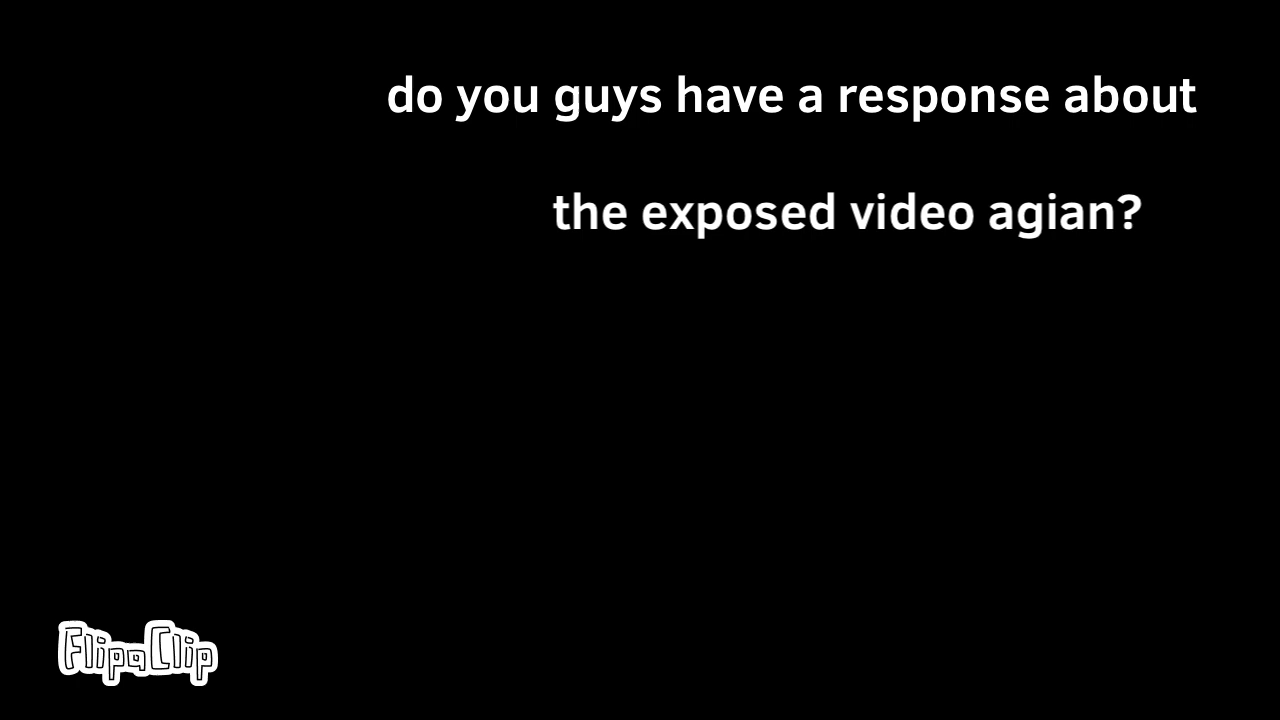 do you guys have a response about
the exposed video agian?
FlipaClip